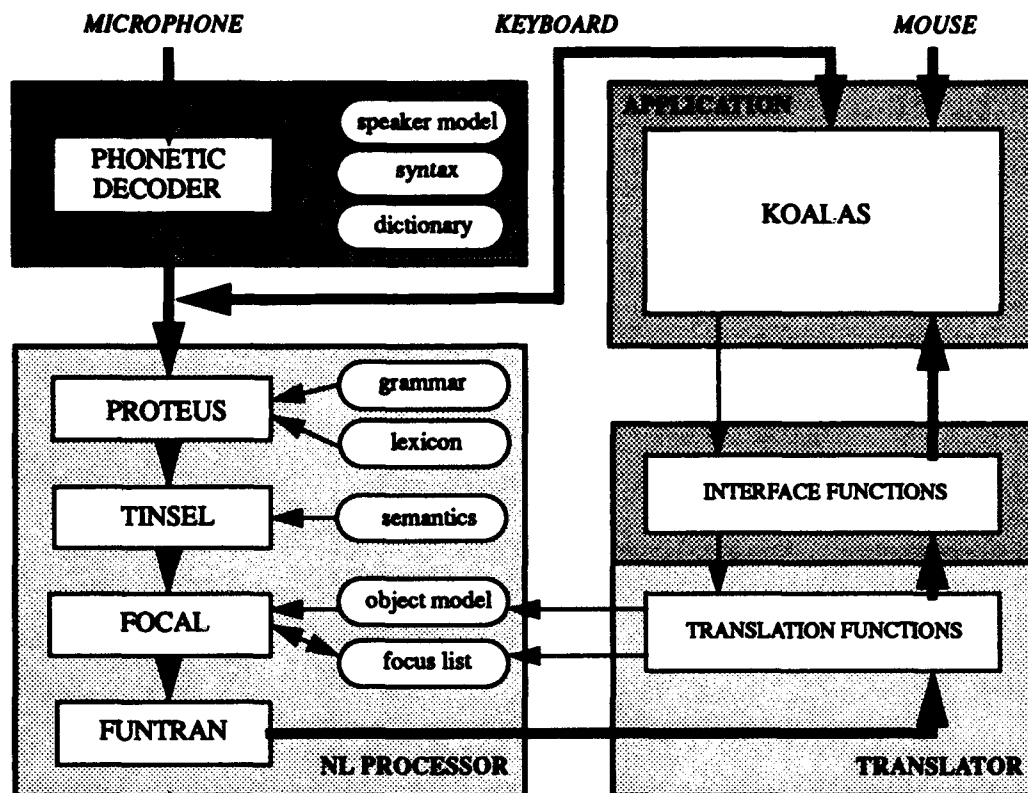 MICROPHONE
KEYBOARD
MOUSE
speaker model
PHONETIC
DECODER
syntax
dictionary
APPLICATION
KOALAS
PROTEUS
grammar
lexicon
TINSEL
semantics
FOCAL
object model
focus list
FUNTRAN
NL PROCESSOR
INTERFACE FUNCTIONS
TRANSLATION FUNCTIONS
TRANSLATOR